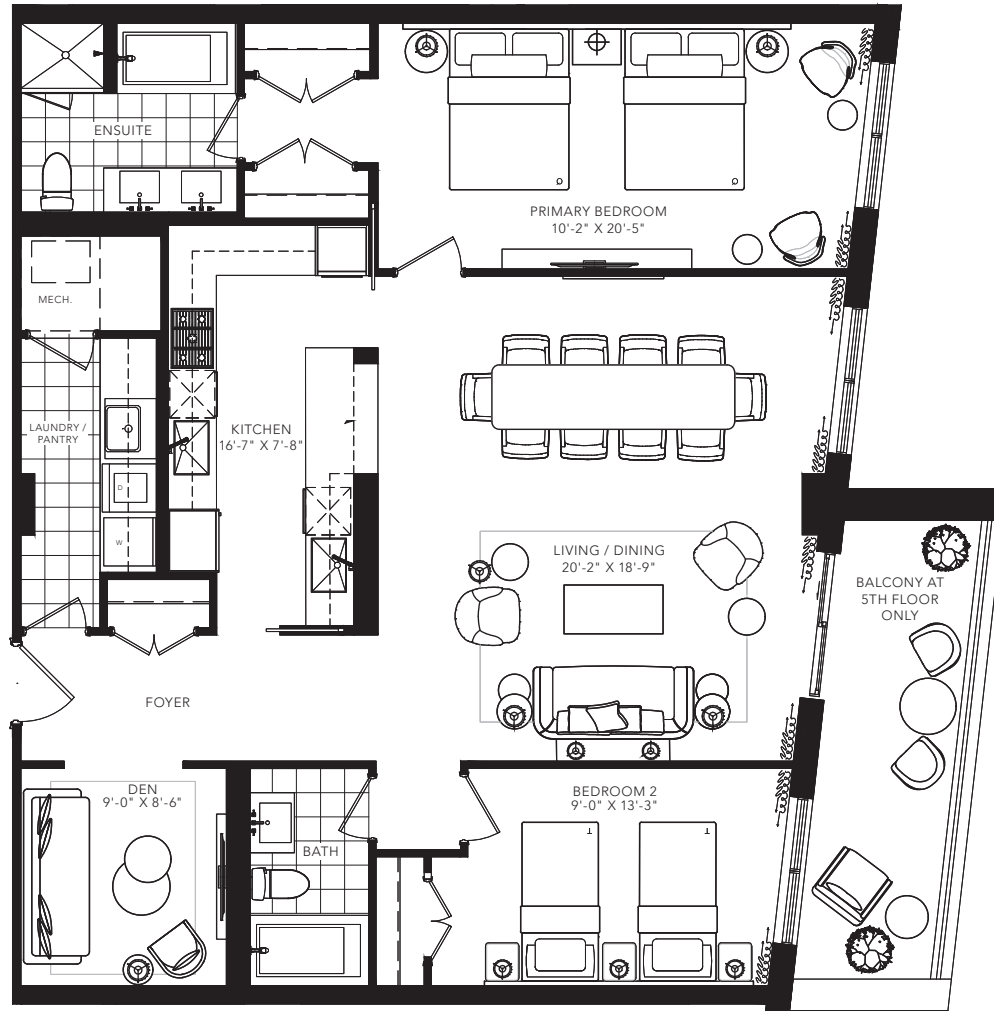 ENSUITE
PRIMARY BEDROOM
10'-2" X 20'-5"
MECH.
LAUNDRY /
PANTRY
KITCHEN
16'-7" X 7'-8"
D
W
LIVING / DINING
20'-2" X 18'-9"
BALCONY AT
5TH FLOOR
ONLY
FOYER
DEN
9'-0" X 8'-6"
BATH
BEDROOM 2
9'-0" X 13'-3"